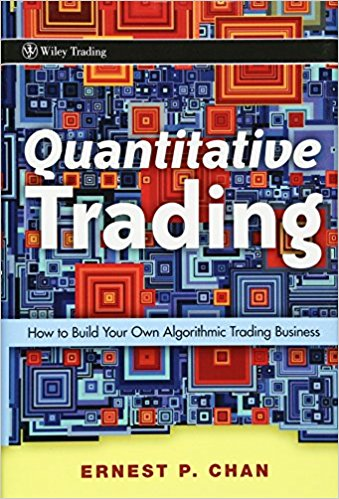 Wiley Trading
Quantitative
Trading
How to Build Your Own Algorithmic Trading Business
ERNEST P. CHAN